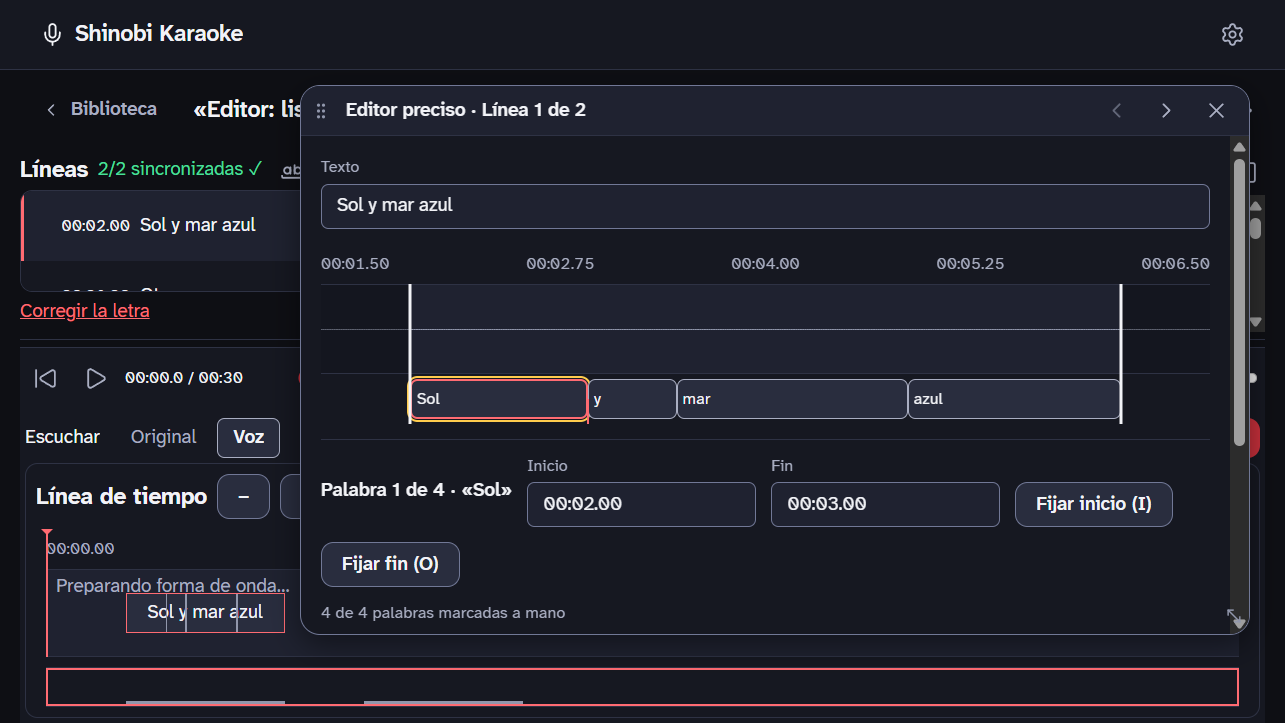 Shinobi Karaoke
Biblioteca
«Editor: lis
Editor preciso · Línea 1 de 2
Líneas 2/2 sincronizadas ✓ ab
Texto
Sol y mar azul
00:02.00 Sol y mar azul
00:01.50 00:02.75 00:04.00 00:05.25 00:06.50
Corregir la letra
00:00.0 / 00:30
Sol y mar azul
Escuchar Original Voz
Inicio Fin
Palabra 1 de 4 · «Sol» 00:02.00 00:03.00 Fijar inicio (I)
Línea de tiempo −
Fijar fin (O)
00:00.00
Preparando forma de onda...
Sol y mar azul
4 de 4 palabras marcadas a mano